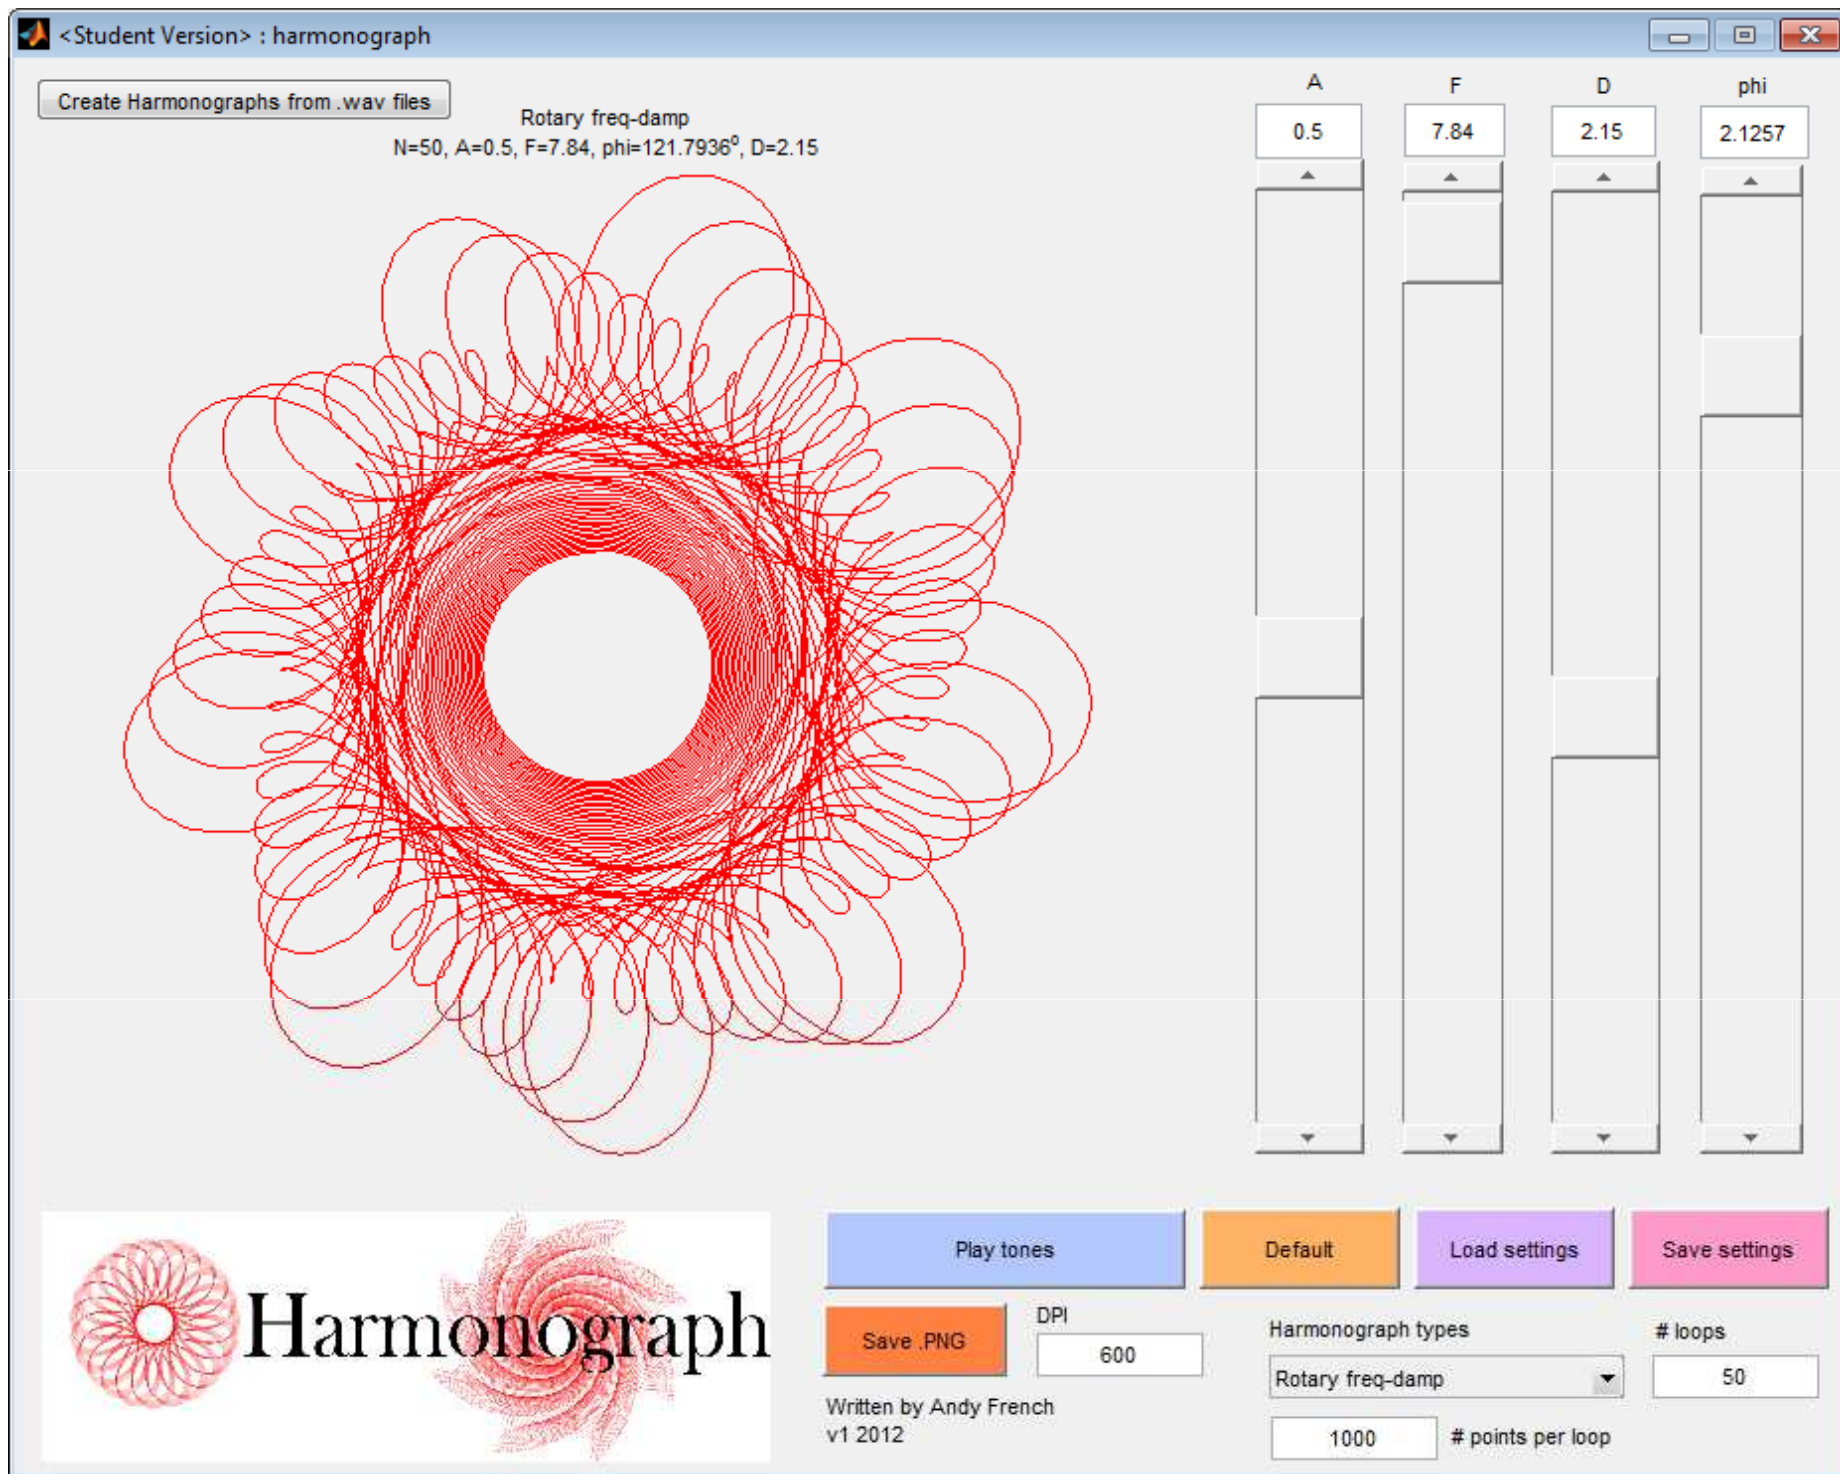 <Student Version> : harmonograph
Create Harmonographs from .wav files
Rotary freq-damp
N=50, A=0.5, F=7.84, phi=121.7936⁰, D=2.15
A
F
D
phi
0.5
7.84
2.15
2.1257
Harmonograph
Play tones
Default
Load settings
Save settings
Save .PNG
DPI
600
Harmonograph types
# loops
Rotary freq-damp
50
Written by Andy French
v1 2012
1000
# points per loop